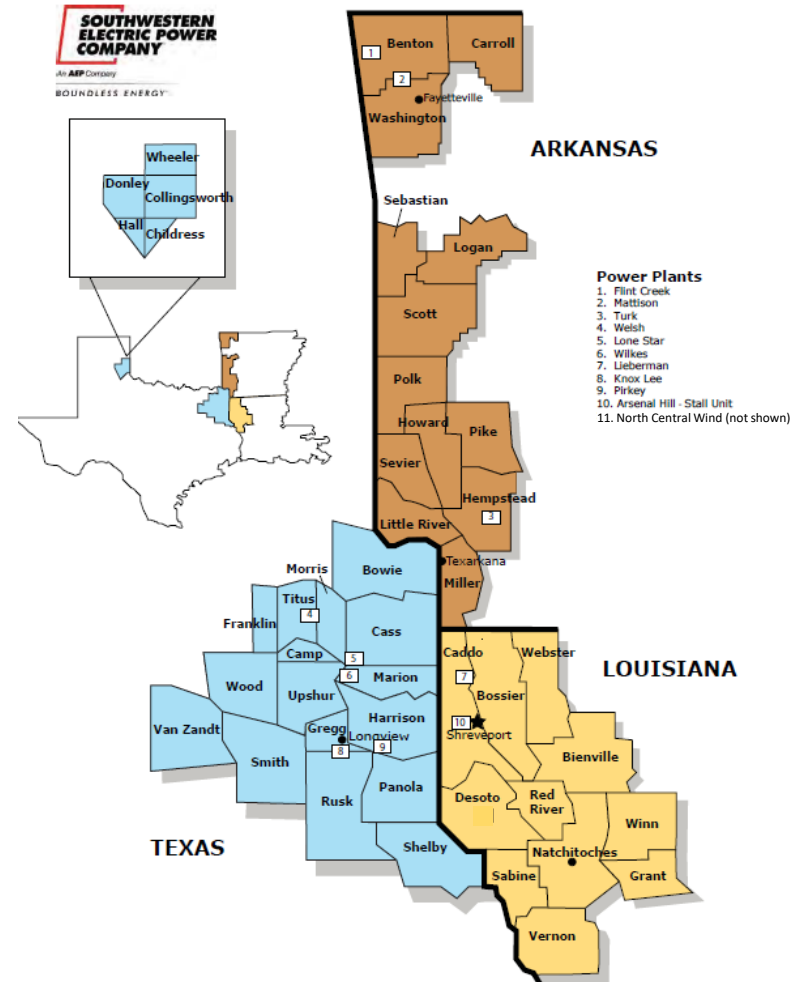 SOUTHWESTERN
ELECTRIC POWER
COMPANY
An AEP Company
BOUNDLESS ENERGY
Wheeler
Donley
Collingsworth
Hall
Childress
1
Benton
Carroll
2
Fayetteville
Washington
ARKANSAS
Sebastian
Logan
Scott
Polk
Howard
Pike
Sevier
Hempstead
3
Little River
Texarkana
Miller
Power Plants
1. Flint Creek
2. Mattison
3. Turk
4. Welsh
5. Lone Star
6. Wilkes
7. Lieberman
8. Knox Lee
9. Pirkey
10. Arsenal Hill - Stall Unit
11. North Central Wind (not shown)
Bowie
Morris
Titus
4
Franklin
Cass
Camp
5
6
Marion
Wood
Upshur
Harrison
Van Zandt
Gregg
Longview
8
9
Smith
Rusk
Panola
Shelby
TEXAS
Caddo
Webster
7
Bossier
10
Shreveport
LOUISIANA
Bienville
Desoto
Red
River
Winn
Natchitoches
Sabine
Grant
Vernon